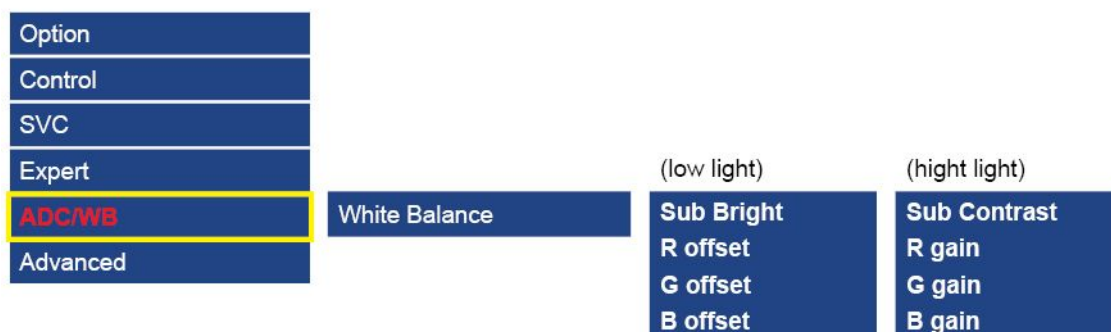 Option
Control
SVC
Expert
ADC/WB
Advanced
White Balance
(low light)
Sub Bright
R offset
G offset
B offset
(hight light)
Sub Contrast
R gain
G gain
B gain